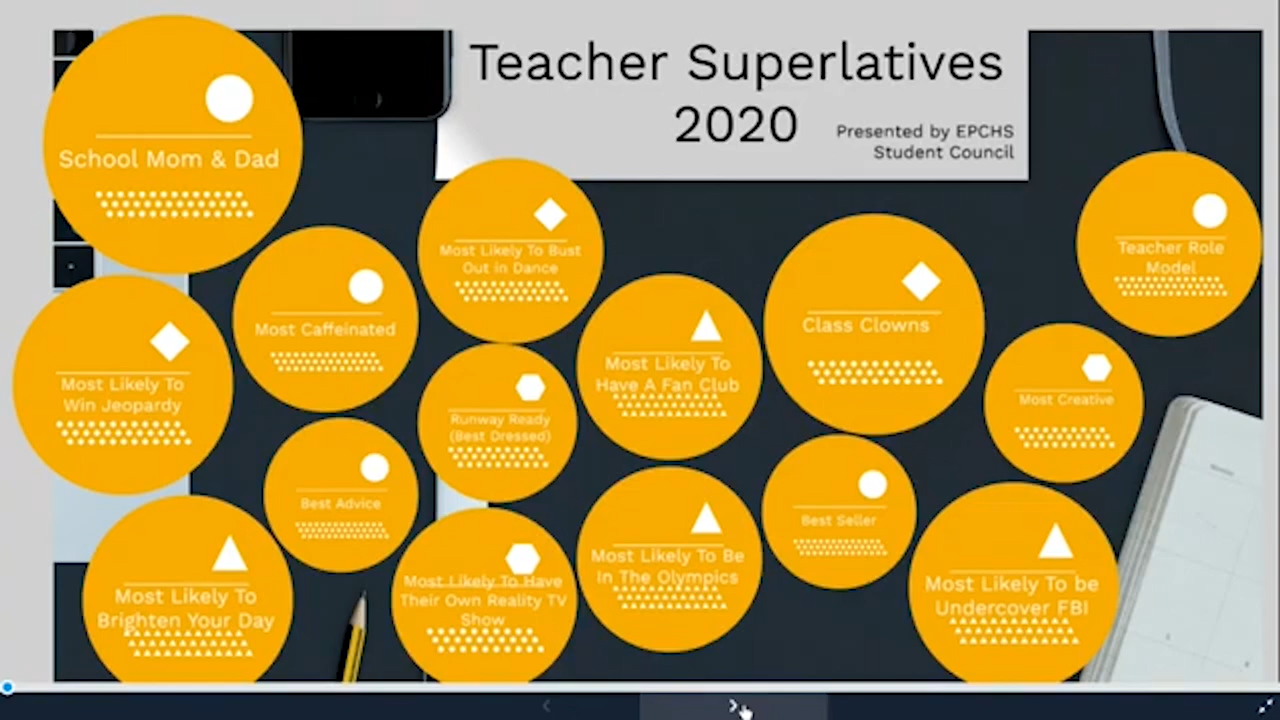 Teacher Superlatives
2020
Presented by EPCHS
Student Council
School Mom & Dad
Most Likely To Bust
Out in Dance
Teacher Role
Model
Most Caffeinated
Class Clowns
Most Likely To
Have A Fan Club
Most Likely To
Win Jeopardy
Most Creative
Runway Ready
(Best Dressed)
Best Advice
Best Seller
Most Likely To Be
In The Olympics
Most Likely To Have
Their Own Reality TV
Show
Most Likely To be
Undercover FBI
Most Likely To
Brighten Your Day